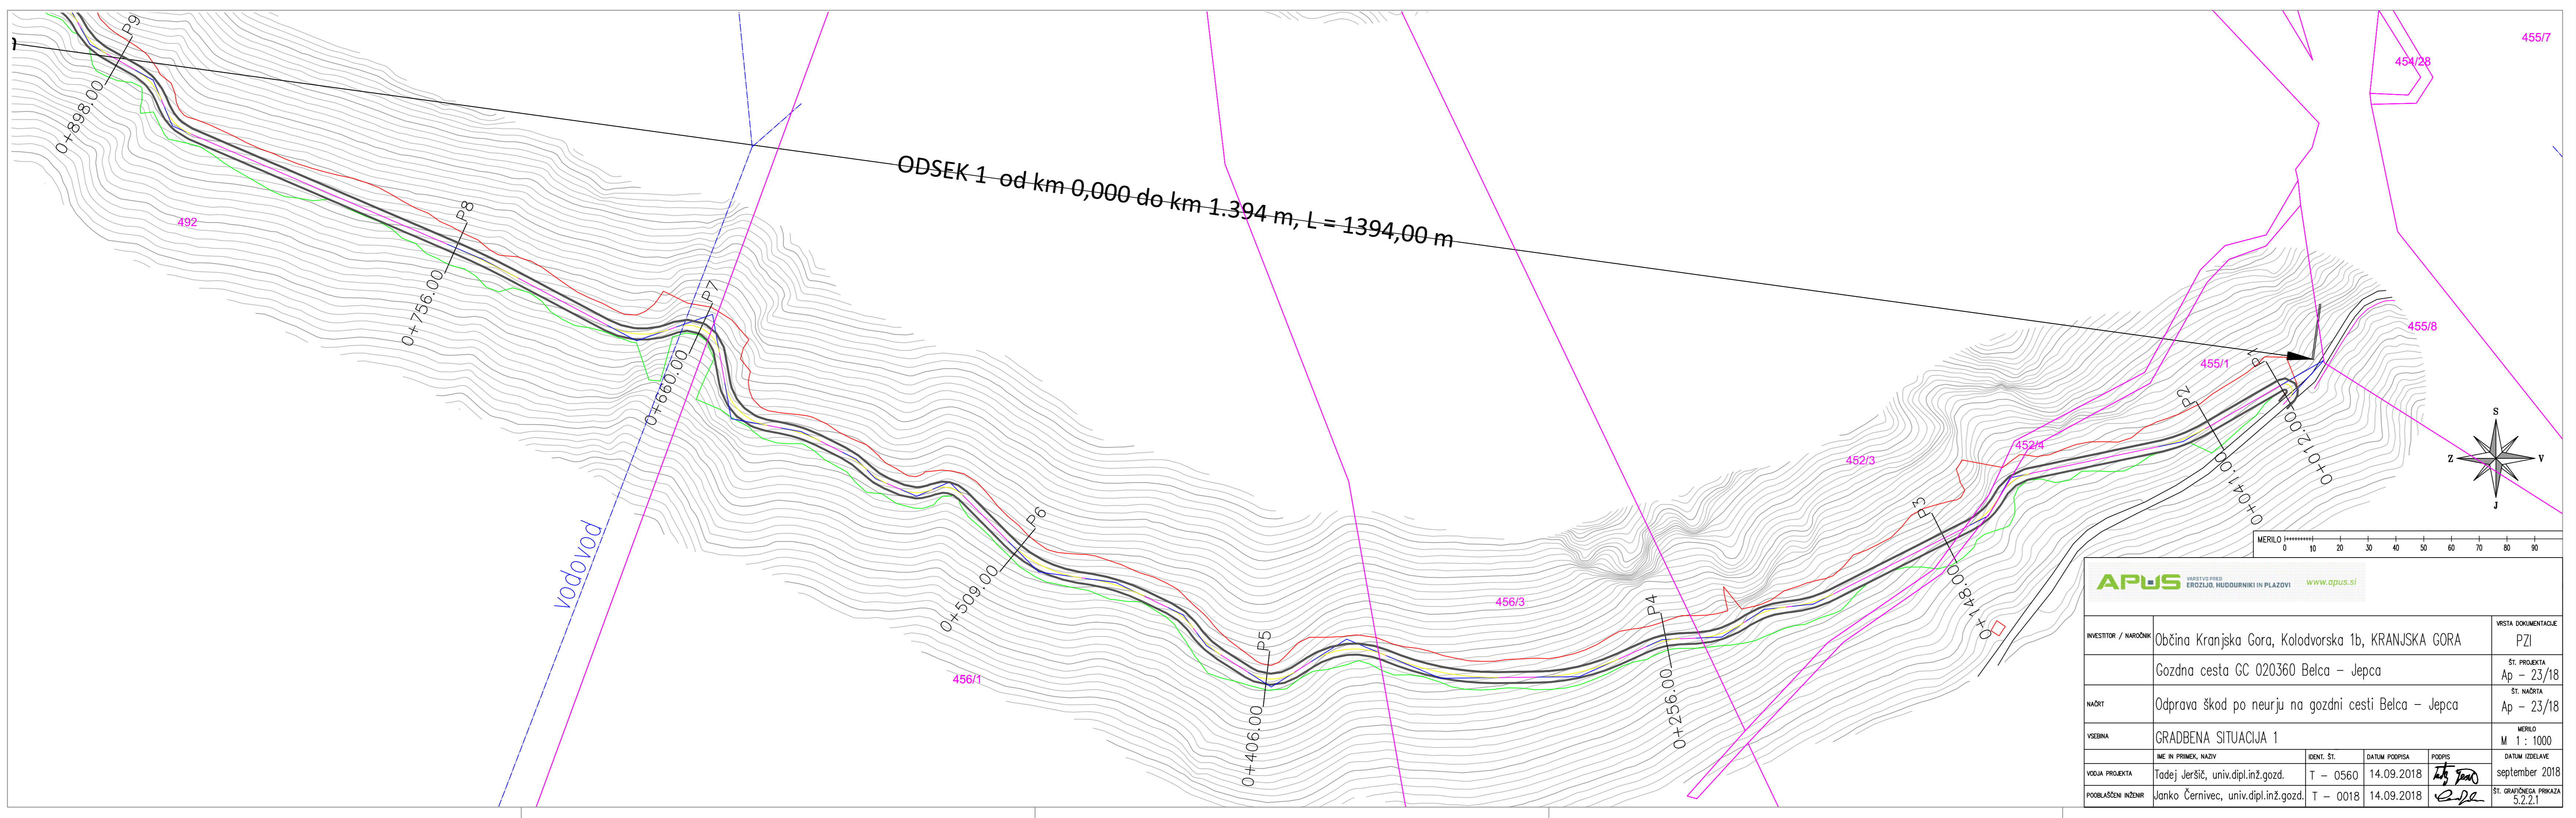 P9
0+898.00
492
P8
0+756.00
P7
0+660.00
vodovod
ODSEK 1 od km 0,000 do km 1.394 m, L = 1394,00 m
P6
0+509.00
456/1
P5
0+406.00
456/3
P4
0+256.00
452/3
P3
0+148.00
452/4
P2
0+041.00
455/1
P1
0+012.00
455/8
454/28
455/7
S
Z V
J
MERILO
0 10 20 30 40 50 60 70 80 90
APUS VARSTVO PRED
EROZIJO, HUDOURNIKI IN PLAZOVI www.apus.si
INVESTITOR / NAROČNIK Občina Kranjska Gora, Kolodvorska 1b, KRANJSKA GORA
VRSTA DOKUMENTACIJE
PZI
Gozdna cesta GC 020360 Belca – Jepca
ŠT. PROJEKTA
Ap – 23/18
NAČRT Odprava škod po neurju na gozdni cesti Belca – Jepca
ŠT. NAČRTA
Ap – 23/18
VSEBINA GRADBENA SITUACIJA 1
MERILO
M 1 : 1000
IME IN PRIIMEK, NAZIV IDENT. ŠT. DATUM PODPISA PODPIS DATUM IZDELAVE
VODJA PROJEKTA Tadej Jeršič, univ.dipl.inž.gozd. T – 0560 14.09.2018 september 2018
POOBLAŠČENI INŽENIR Janko Černivec, univ.dipl.inž.gozd. T – 0018 14.09.2018
ŠT. GRAFIČNEGA PRIKAZA
5.2.2.1